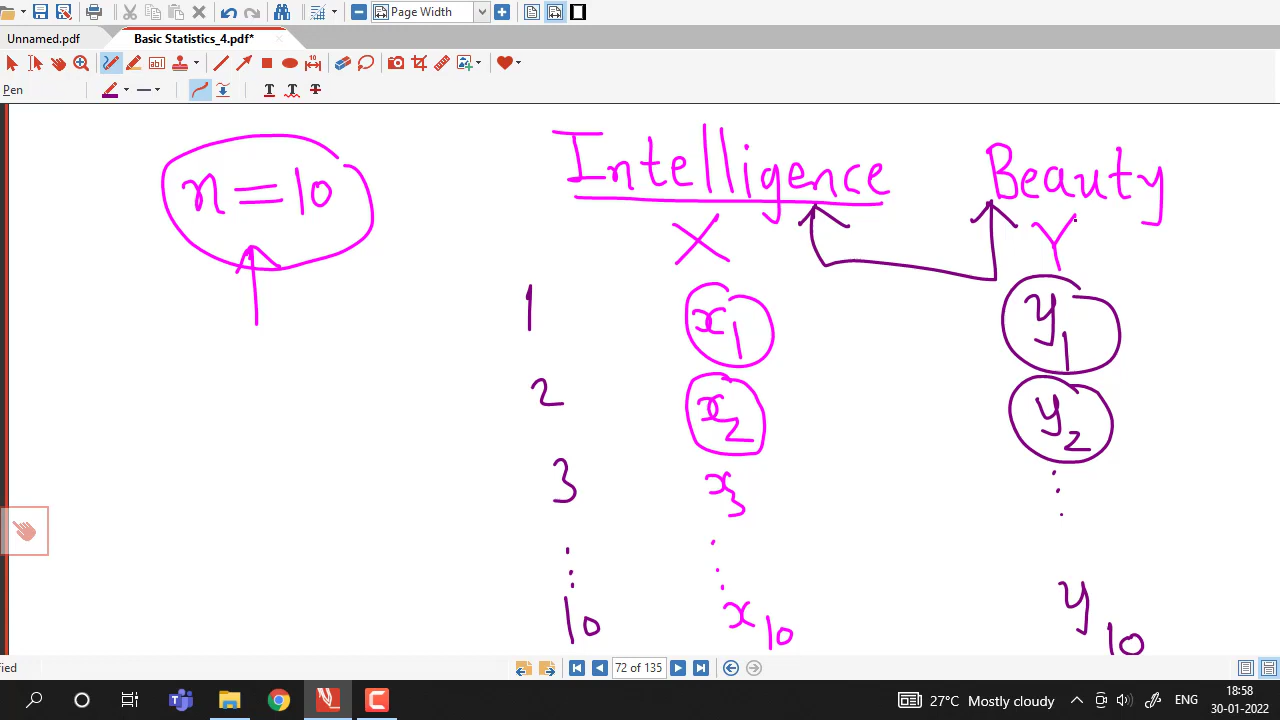 Page Width
Unnamed.pdf
Basic Statistics_4.pdf*
10
Pen
T T T
n=10
Intelligence Beauty
X Y
1 x1 y1
2 x2 y2
3 x3 :
: : 
10 x10 y10
72 of 135
27°C Mostly cloudy
ENG
18:58
30-01-2022